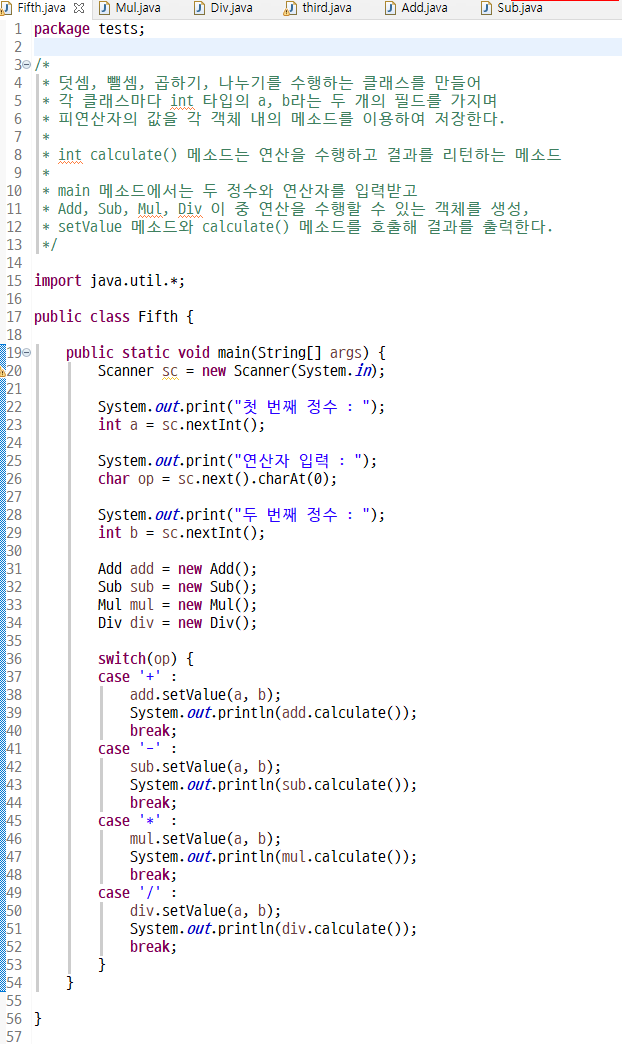 Fifth.java Mul.java Div.java third.java Add.java Sub.java
1 package tests;
2
3 /*
4  * 덧셈, 뺄셈, 곱하기, 나누기를 수행하는 클래스를 만들어
5  * 각 클래스마다 int 타입의 a, b라는 두 개의 필드를 가지며
6  * 피연산자의 값을 각 객체 내의 메소드를 이용하여 저장한다.
7  *
8  * int calculate() 메소드는 연산을 수행하고 결과를 리턴하는 메소드
9  *
10  * main 메소드에서는 두 정수와 연산자를 입력받고
11  * Add, Sub, Mul, Div 이 중 연산을 수행할 수 있는 객체를 생성,
12  * setValue 메소드와 calculate() 메소드를 호출해 결과를 출력한다.
13  */
14
15 import java.util.*;
16
17 public class Fifth {
18
19     public static void main(String[] args) {
20         Scanner sc = new Scanner(System.in);
21
22         System.out.print("첫 번째 정수 : ");
23         int a = sc.nextInt();
24
25         System.out.print("연산자 입력 : ");
26         char op = sc.next().charAt(0);
27
28         System.out.print("두 번째 정수 : ");
29         int b = sc.nextInt();
30
31         Add add = new Add();
32         Sub sub = new Sub();
33         Mul mul = new Mul();
34         Div div = new Div();
35
36         switch(op) {
37         case '+' :
38             add.setValue(a, b);
39             System.out.println(add.calculate());
40             break;
41         case '-' :
42             sub.setValue(a, b);
43             System.out.println(sub.calculate());
44             break;
45         case '*' :
46             mul.setValue(a, b);
47             System.out.println(mul.calculate());
48             break;
49         case '/' :
50             div.setValue(a, b);
51             System.out.println(div.calculate());
52             break;
53         }
54     }
55
56 }
57